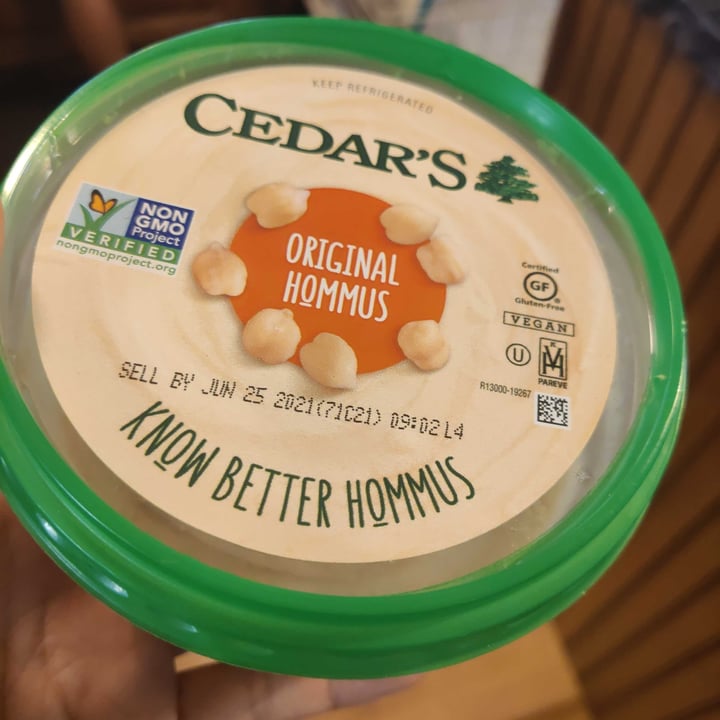 KEEP REFRIGERATED
CEDAR'S
NON
GMO
Project
VERIFIED
nongmoproject.org
ORIGINAL
HOMMUS
Certified
GF
Gluten-Free
VEGAN
U
K
PAREVE
R13000-19267
SELL BY JUN 25 2021(71C21) 09:02 L4
KNOW BETTER HOMMUS